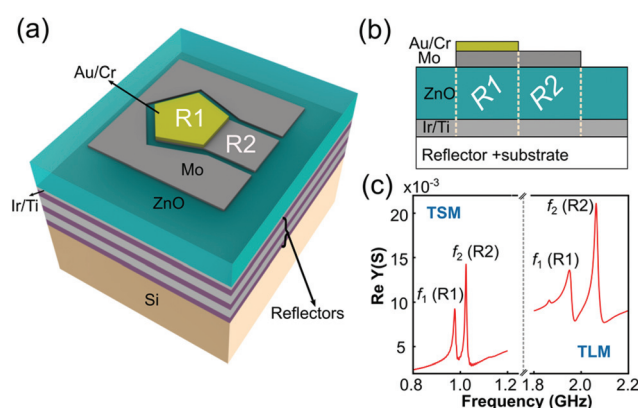 (a)
Au/Cr
R1
R2
Mo
ZnO
Ir/Ti
Si
Reflectors
(b)
Au/Cr
Mo
ZnO
R1
R2
Ir/Ti
Reflector +substrate
(c)
x10⁻³
20
15
10
5
Re Y(S)
TSM
f₂ (R2)
f₁ (R1)
f₂ (R2)
f₁ (R1)
TLM
0.8 1.0 1.2 1.8 2.0 2.2
Frequency (GHz)